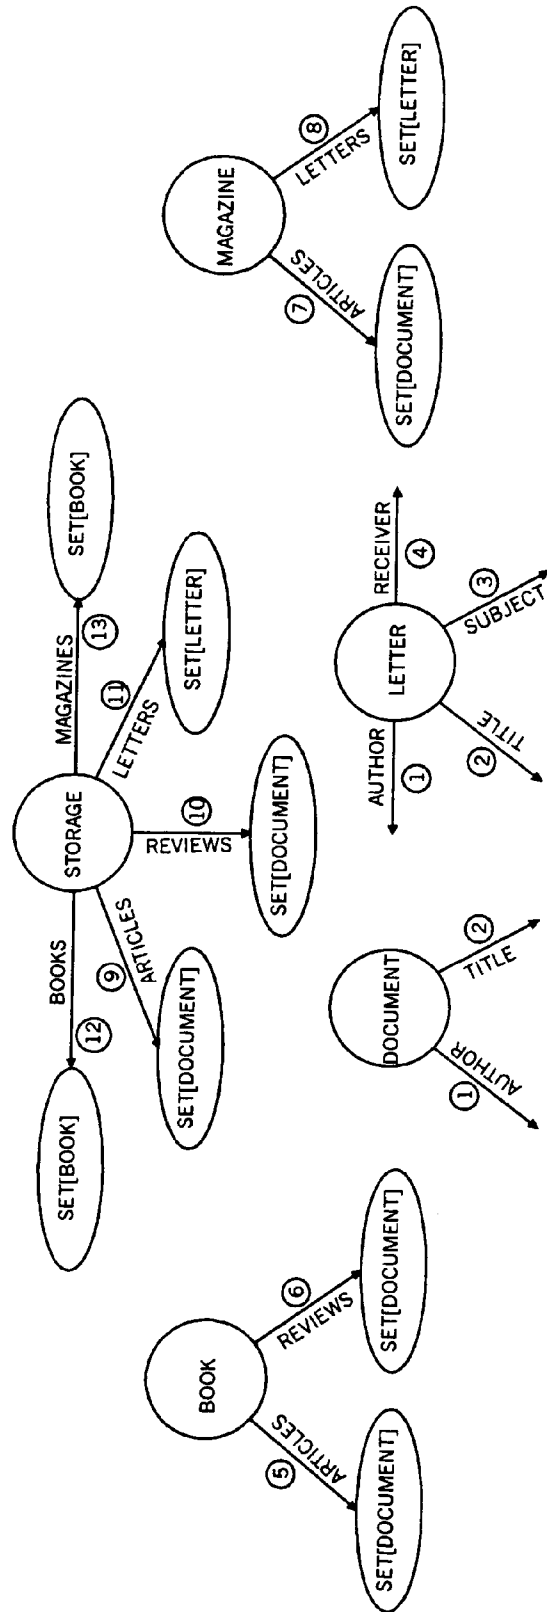 STORAGE
BOOKS
12
SET[BOOK]
MAGAZINES
13
SET[BOOK]
9
ARTICLES
SET[DOCUMENT]
REVIEWS
10
SET[DOCUMENT]
11
LETTERS
SET[LETTER]
BOOK
5
ARTICLES
SET[DOCUMENT]
6
REVIEWS
SET[DOCUMENT]
DOCUMENT
1
AUTHOR
2
TITLE
LETTER
AUTHOR
1
2
TITLE
3
SUBJECT
RECEIVER
4
MAGAZINE
7
ARTICLES
SET[DOCUMENT]
8
LETTERS
SET[LETTER]